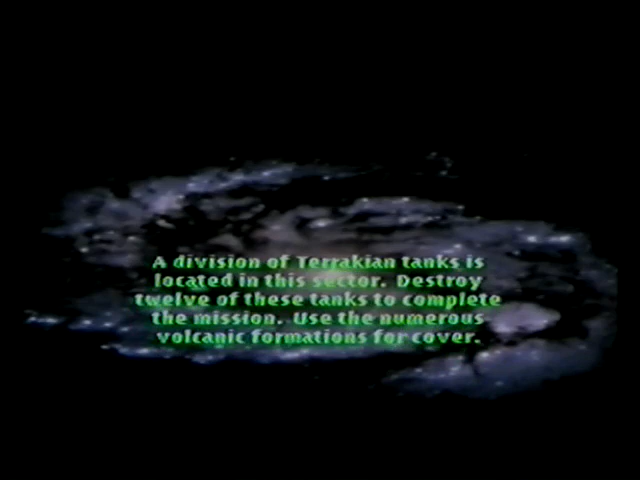 A division of Terrakian tanks is
located in this sector. Destroy
twelve of these tanks to complete
the mission. Use the numerous
volcanic formations for cover.